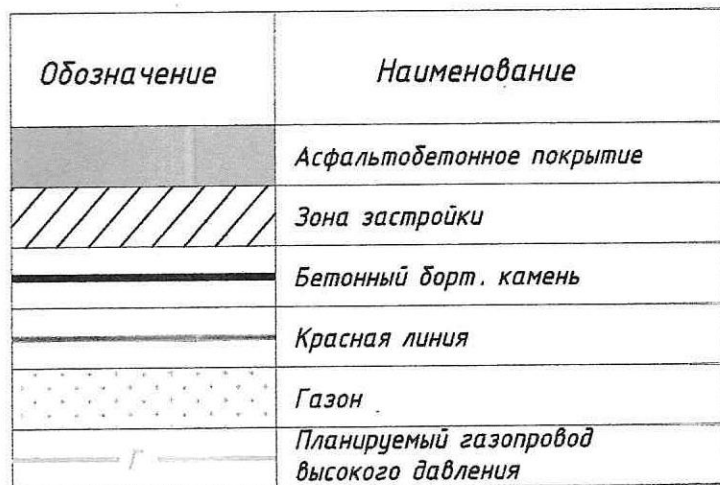 Обозначение
Наименование
Асфальтобетонное покрытие
Зона застройки
Бетонный борт. камень
Красная линия
Газон
Г
Планируемый газопровод
высокого давления